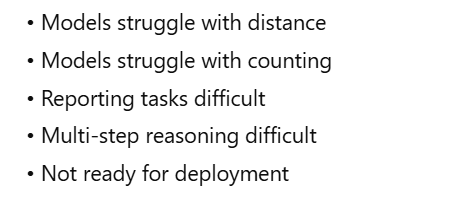 • Models struggle with distance
• Models struggle with counting
• Reporting tasks difficult
• Multi-step reasoning difficult
• Not ready for deployment